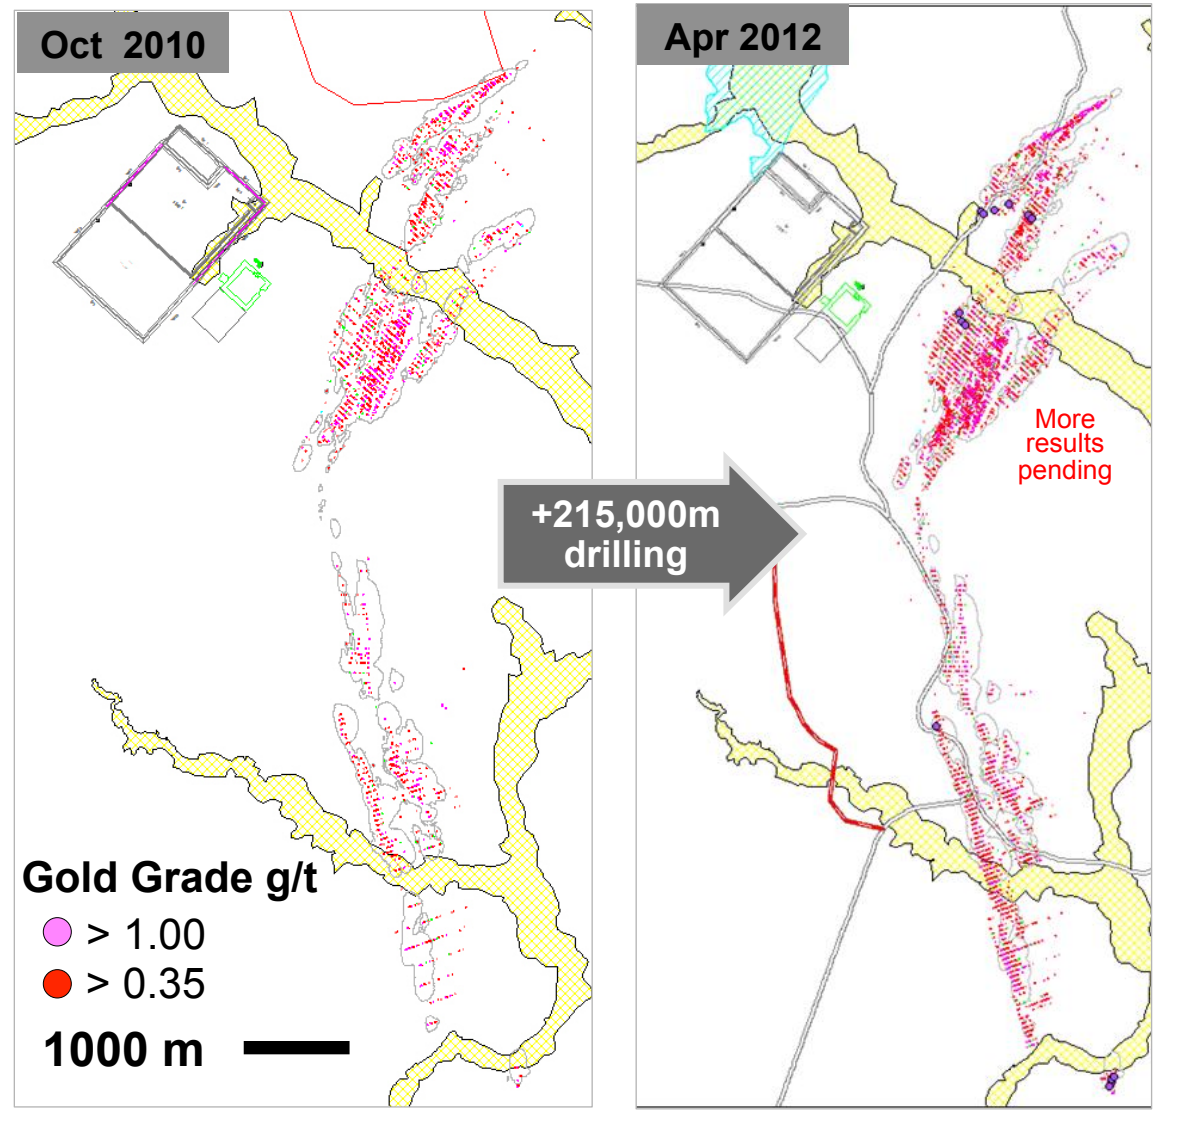 Oct 2010
Apr 2012
More
results
pending
+215,000m
drilling
Gold Grade g/t
> 1.00
> 0.35
1000 m